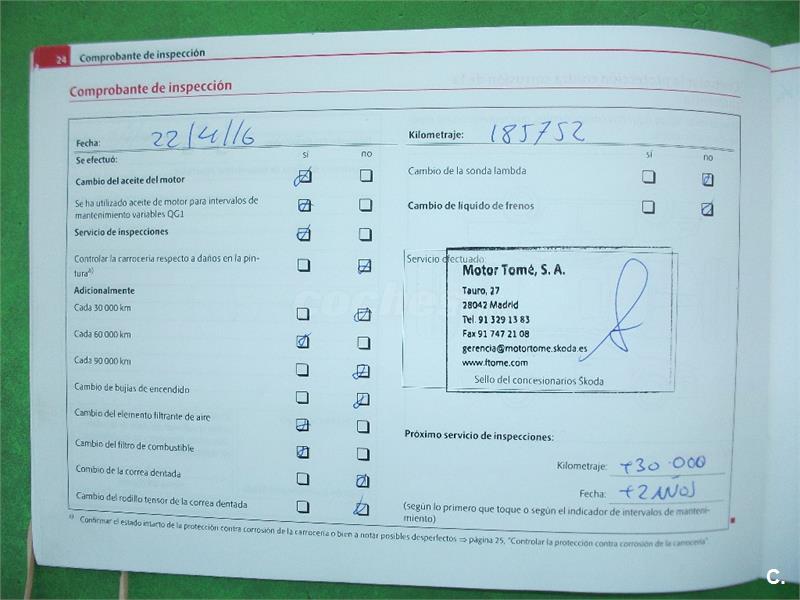 24 Comprobante de inspección
Comprobante de inspección
Fecha: 22/4/16
Kilometraje: 185752
Se efectuó:
sí no
sí no
Cambio del aceite del motor
Se ha utilizado aceite de motor para intervalos de
mantenimiento variables QG1
Servicio de inspecciones
Controlar la carrocería respecto a daños en la pin-
tura a)
Adicionalmente
Cada 30 000 km
Cada 60 000 km
Cada 90 000 km
Cambio de bujías de encendido
Cambio del elemento filtrante de aire
Cambio del filtro de combustible
Combio de la correa dentada
Cambio del rodillo tensor de la correa dentada
Cambio de la sonda lambda
Cambio de líquido de frenos
Servicio efectuado:
Motor Tomé, S. A.
Tauro, 27
28042 Madrid
Tel. 91 329 13 83
Fax 91 747 21 08
gerencia@motortome.skoda.es
www.ftome.com
Sello del concesionarios Škoda
Próximo servicio de inspecciones:
Kilometraje: +30.000
Fecha: +2 AÑOS
(según lo primero que toque o según el indicador de intervalos de manteni-
miento)
a) Confirmar el estado intarto de la protección contra corrosión de la carrocería o bien a notar posibles desperfectos ⇒ página 25, "Controlar la protección contra corrosión de la carrocería".
coches
C.